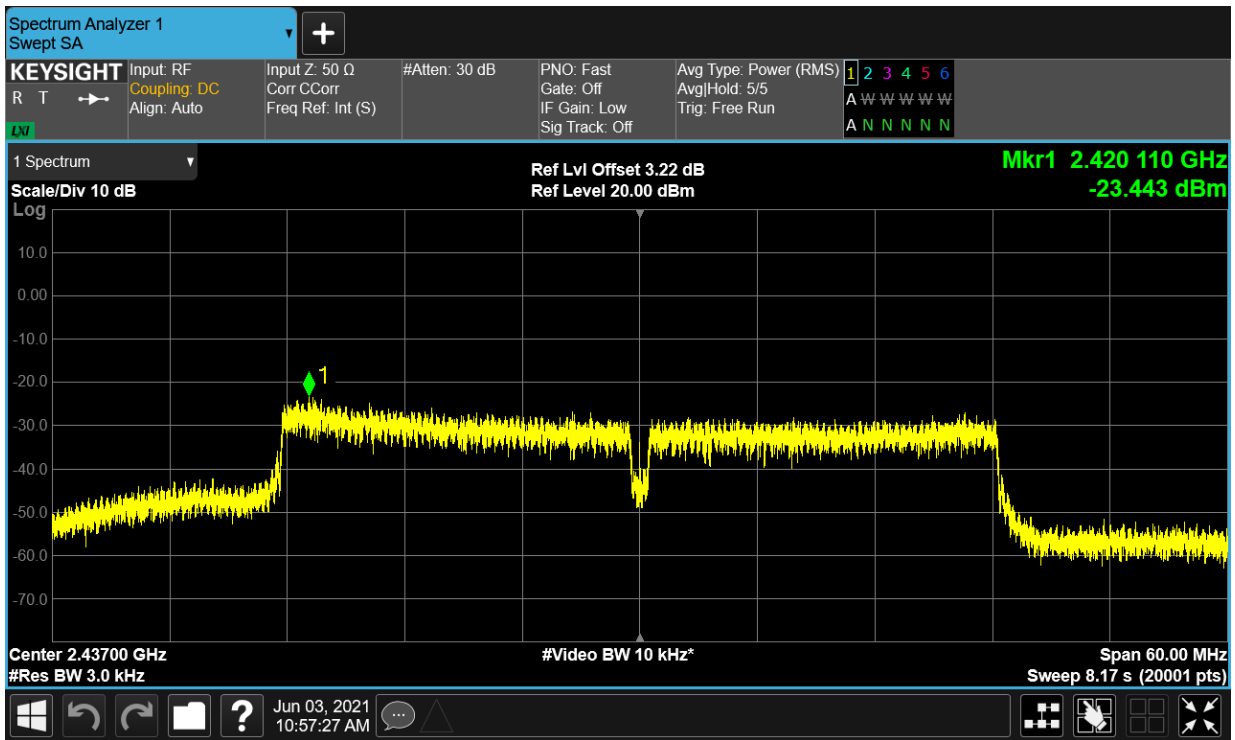 Spectrum Analyzer 1
Swept SA
KEYSIGHT
R T
LXI
Input: RF
Coupling: DC
Align: Auto
Input Z: 50 Ω
Corr CCorr
Freq Ref: Int (S)
#Atten: 30 dB
PNO: Fast
Gate: Off
IF Gain: Low
Sig Track: Off
Avg Type: Power (RMS)
Avg|Hold: 5/5
Trig: Free Run
1 2 3 4 5 6
A W W W W W
A N N N N N
1 Spectrum
Scale/Div 10 dB
Log
Ref Lvl Offset 3.22 dB
Ref Level 20.00 dBm
Mkr1 2.420 110 GHz
-23.443 dBm
10.0
0.00
-10.0
-20.0
1
-30.0
-40.0
-50.0
-60.0
-70.0
Center 2.43700 GHz
#Res BW 3.0 kHz
#Video BW 10 kHz*
Span 60.00 MHz
Sweep 8.17 s (20001 pts)
?
Jun 03, 2021
10:57:27 AM